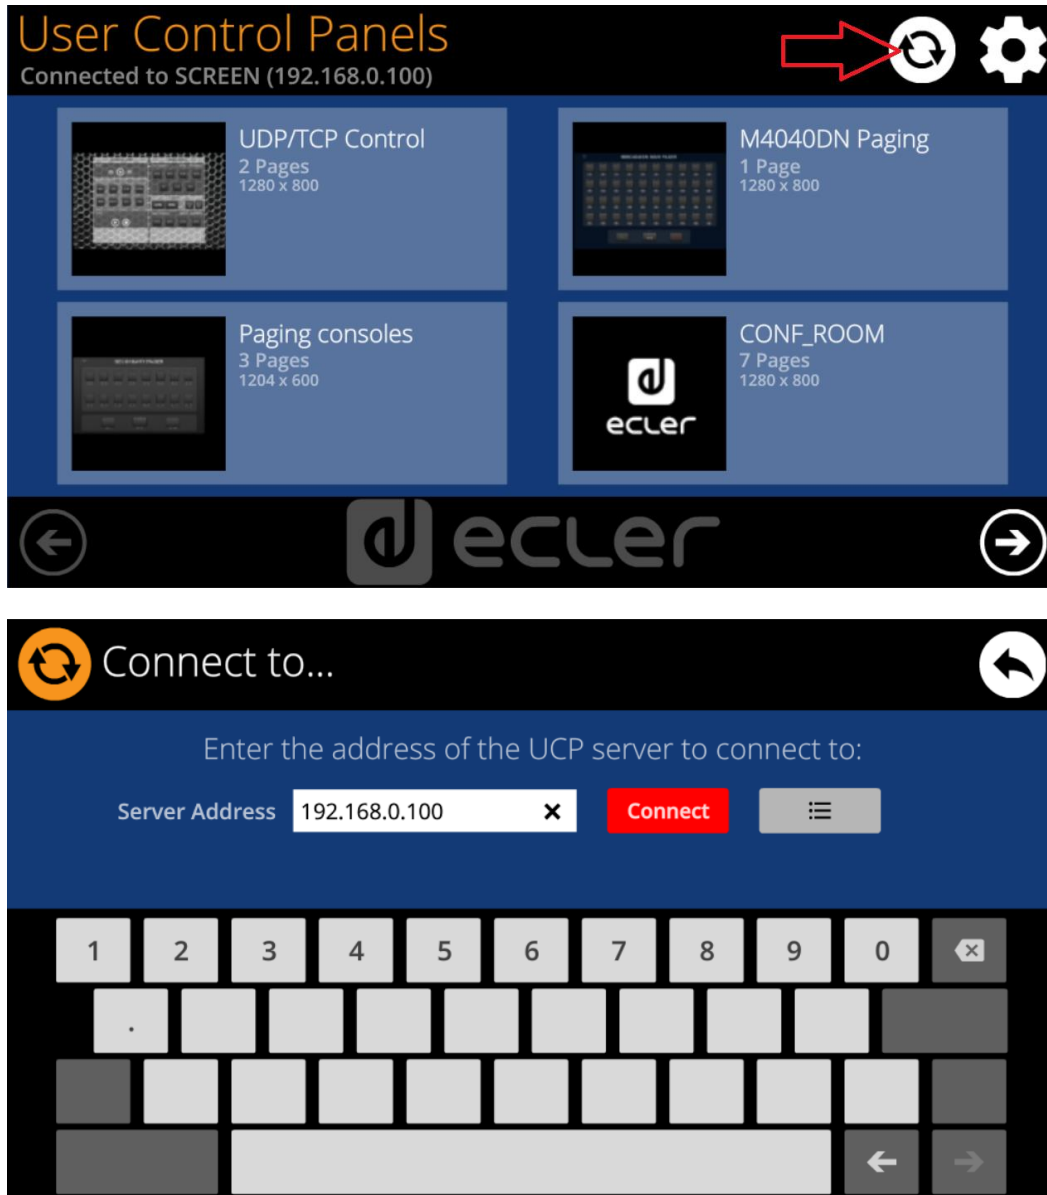 User Control Panels
Connected to SCREEN (192.168.0.100)
UDP/TCP Control
2 Pages
1280 x 800
M4040DN Paging
1 Page
1280 x 800
Paging consoles
3 Pages
1204 x 600
CONF_ROOM
7 Pages
1280 x 800
ecler
ecler
Connect to...
Enter the address of the UCP server to connect to:
Server Address 192.168.0.100 Connect
1 2 3 4 5 6 7 8 9 0
.